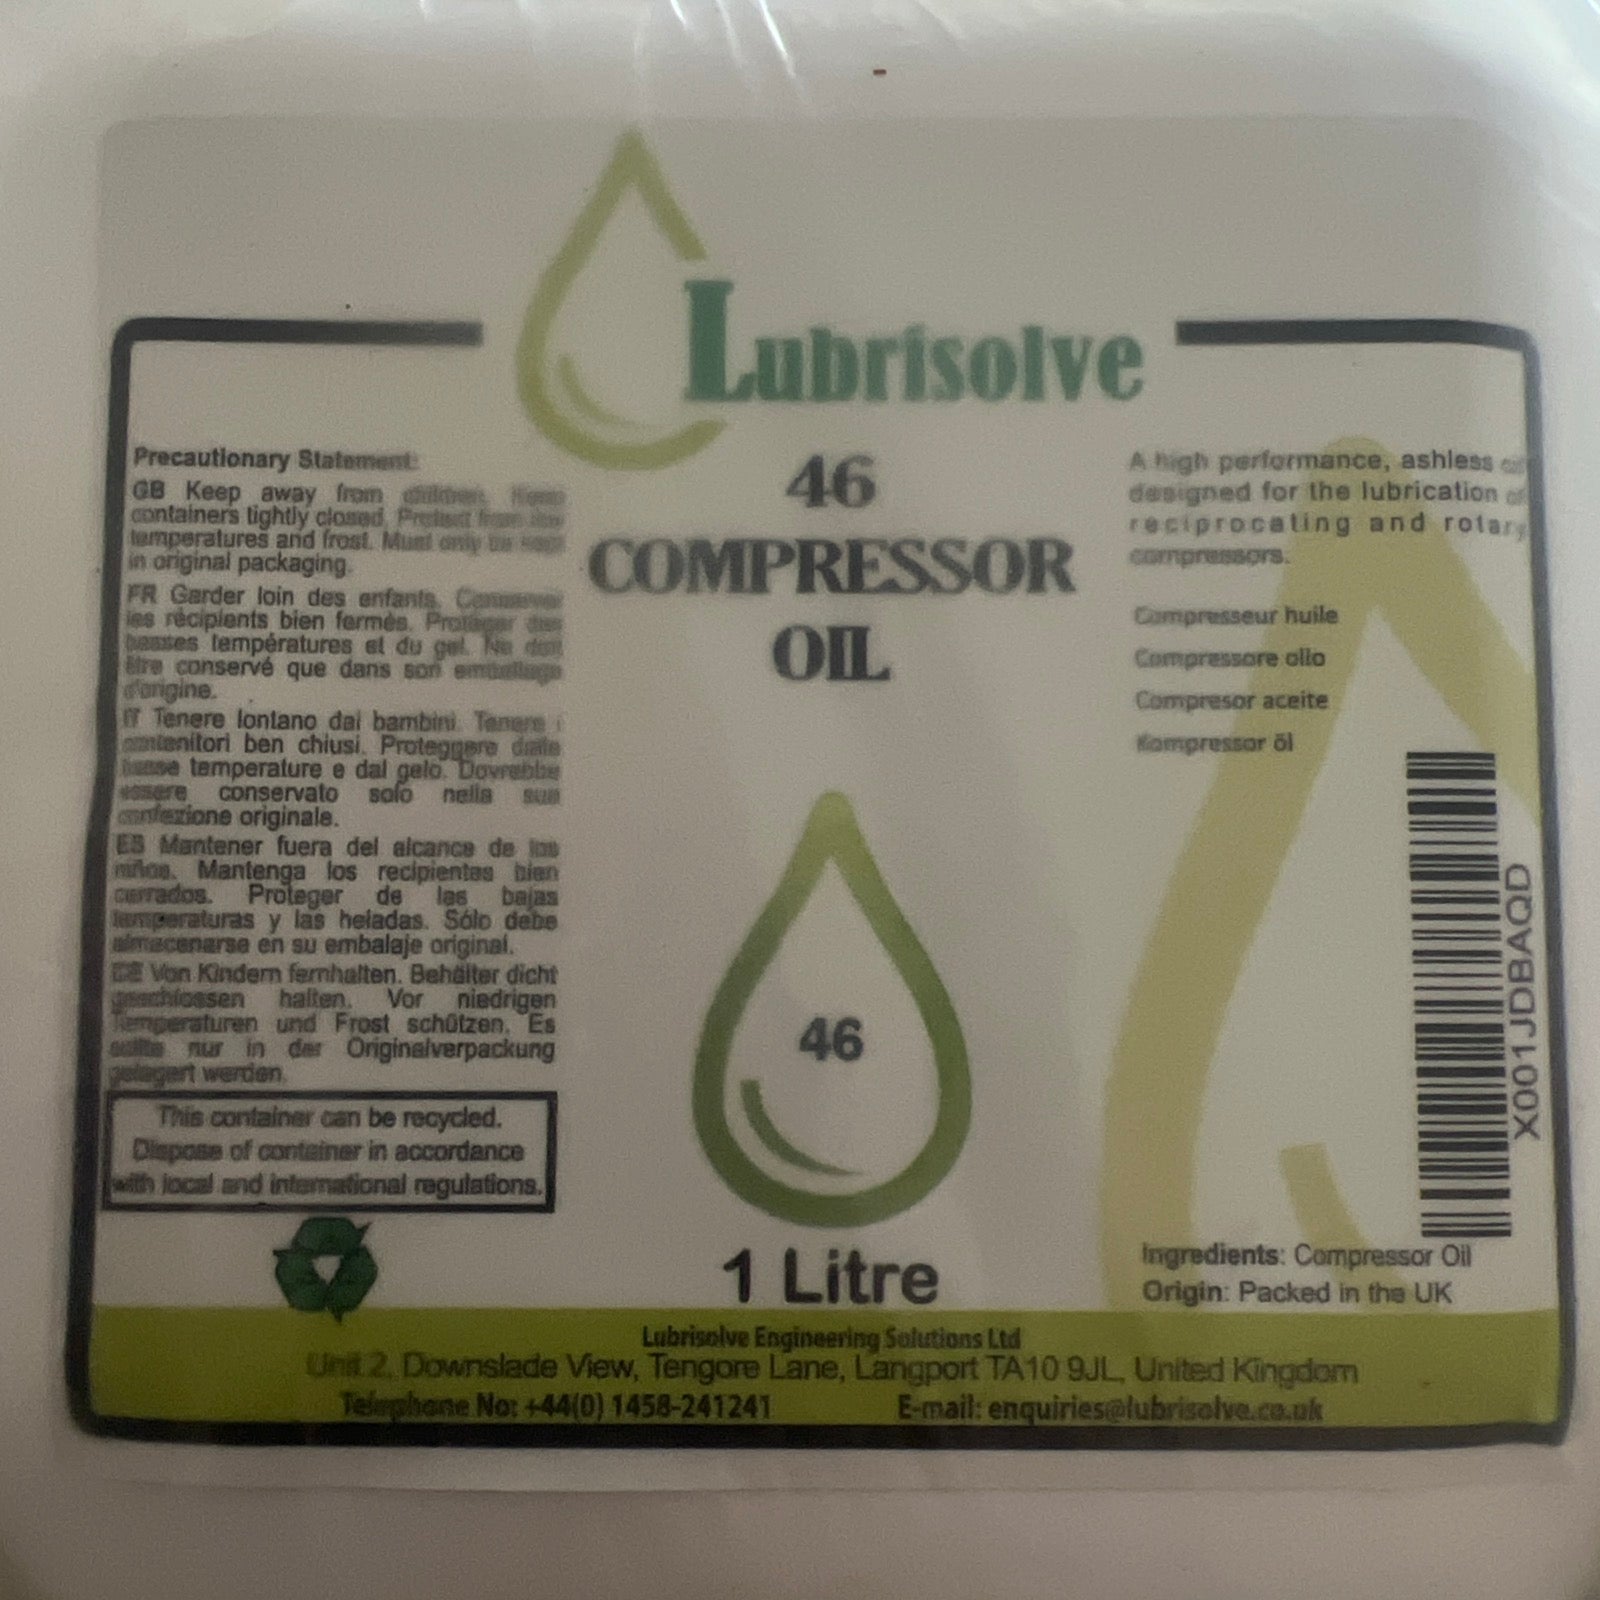 Lubrisolve
46
COMPRESSOR
OIL
Precautionary Statement:
GB Keep away from children. Keep
containers tightly closed. Protect from low
temperatures and frost. Must only be kept
in original packaging.
FR Garder loin des enfants. Conserver
les récipients bien fermés. Protéger des
basses températures et du gel. Ne doit
être conservé que dans son emballage
d'origine.
IT Tenere lontano dai bambini. Tenere i
contenitori ben chiusi. Proteggere dalle
basse temperature e dal gelo. Dovrebbe
essere conservato solo nella sua
confezione originale.
ES Mantener fuera del alcance de los
niños. Mantenga los recipientes bien
cerrados. Proteger de las bajas
temperaturas y las heladas. Sólo debe
almacenarse en su embalaje original.
DE Von Kindern fernhalten. Behälter dicht
geschlossen halten. Vor niedrigen
Temperaturen und Frost schützen. Es
sollte nur in der Originalverpackung
gelagert werden.
This container can be recycled.
Dispose of container in accordance
with local and international regulations.
46
1 Litre
A high performance, ashless oil
designed for the lubrication of
reciprocating and rotary
compressors.
Compresseur huile
Compressore olio
Compresor aceite
Kompressor öl
X001JDBAQD
Ingredients: Compressor Oil
Origin: Packed in the UK
Lubrisolve Engineering Solutions Ltd
Unit 2, Downslade View, Tengore Lane, Langport TA10 9JL, United Kingdom
Telephone No: +44(0) 1458-241241 E-mail: enquiries@lubrisolve.co.uk